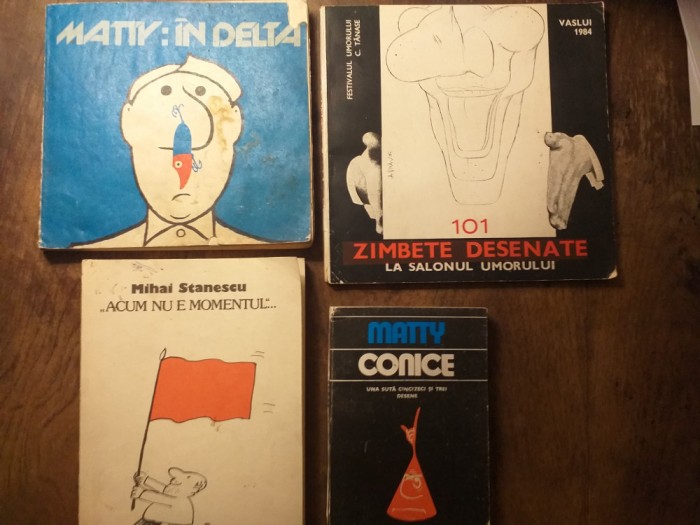 MATTY: ÎN DELTA
FESTIVALUL UMORULUI
C. TĂNASE
VASLUI
1984
101
ZIMBETE DESENATE
LA SALONUL UMORULUI
Mihai Stanescu
„ACUM NU E MOMENTUL“...
MATTY
CONICE
UNA SUTĂ CINCIZECI ȘI TREI
DESENE